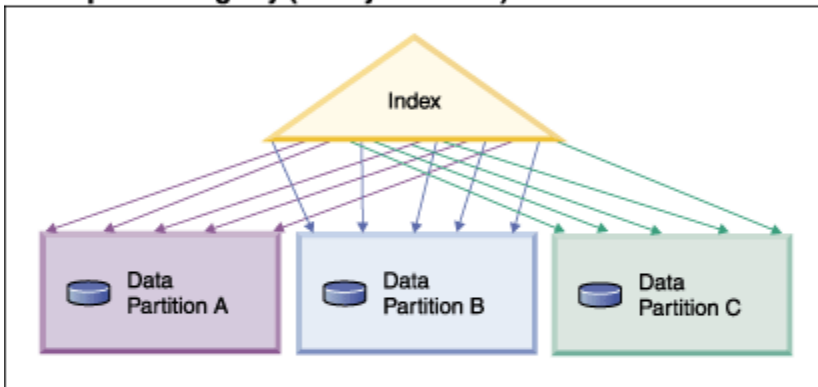 Index
Data
Partition A
Data
Partition B
Data
Partition C